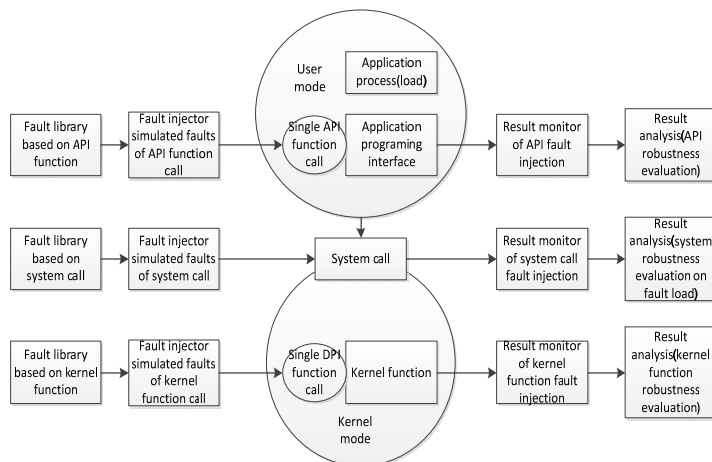 User
mode
Application
process(load)
Fault library
based on API
function
Fault injector
simulated faults
of API function
call
Single API
function
call
Application
programing
interface
Result monitor
of API fault
injection
Result
analysis(API
robustness
evaluation)
Fault library
based on
system call
Fault injector
simulated faults
of system call
System call
Result monitor
of system call
fault injection
Result
analysis(system
robustness
evaluation on
fault load)
Fault library
based on kernel
function
Fault injector
simulated faults
of kernel
function call
Single DPI
function
call
Kernel function
Result monitor
of kernel
function fault
injection
Result
analysis(kernel
function
robustness
evaluation)
Kernel
mode